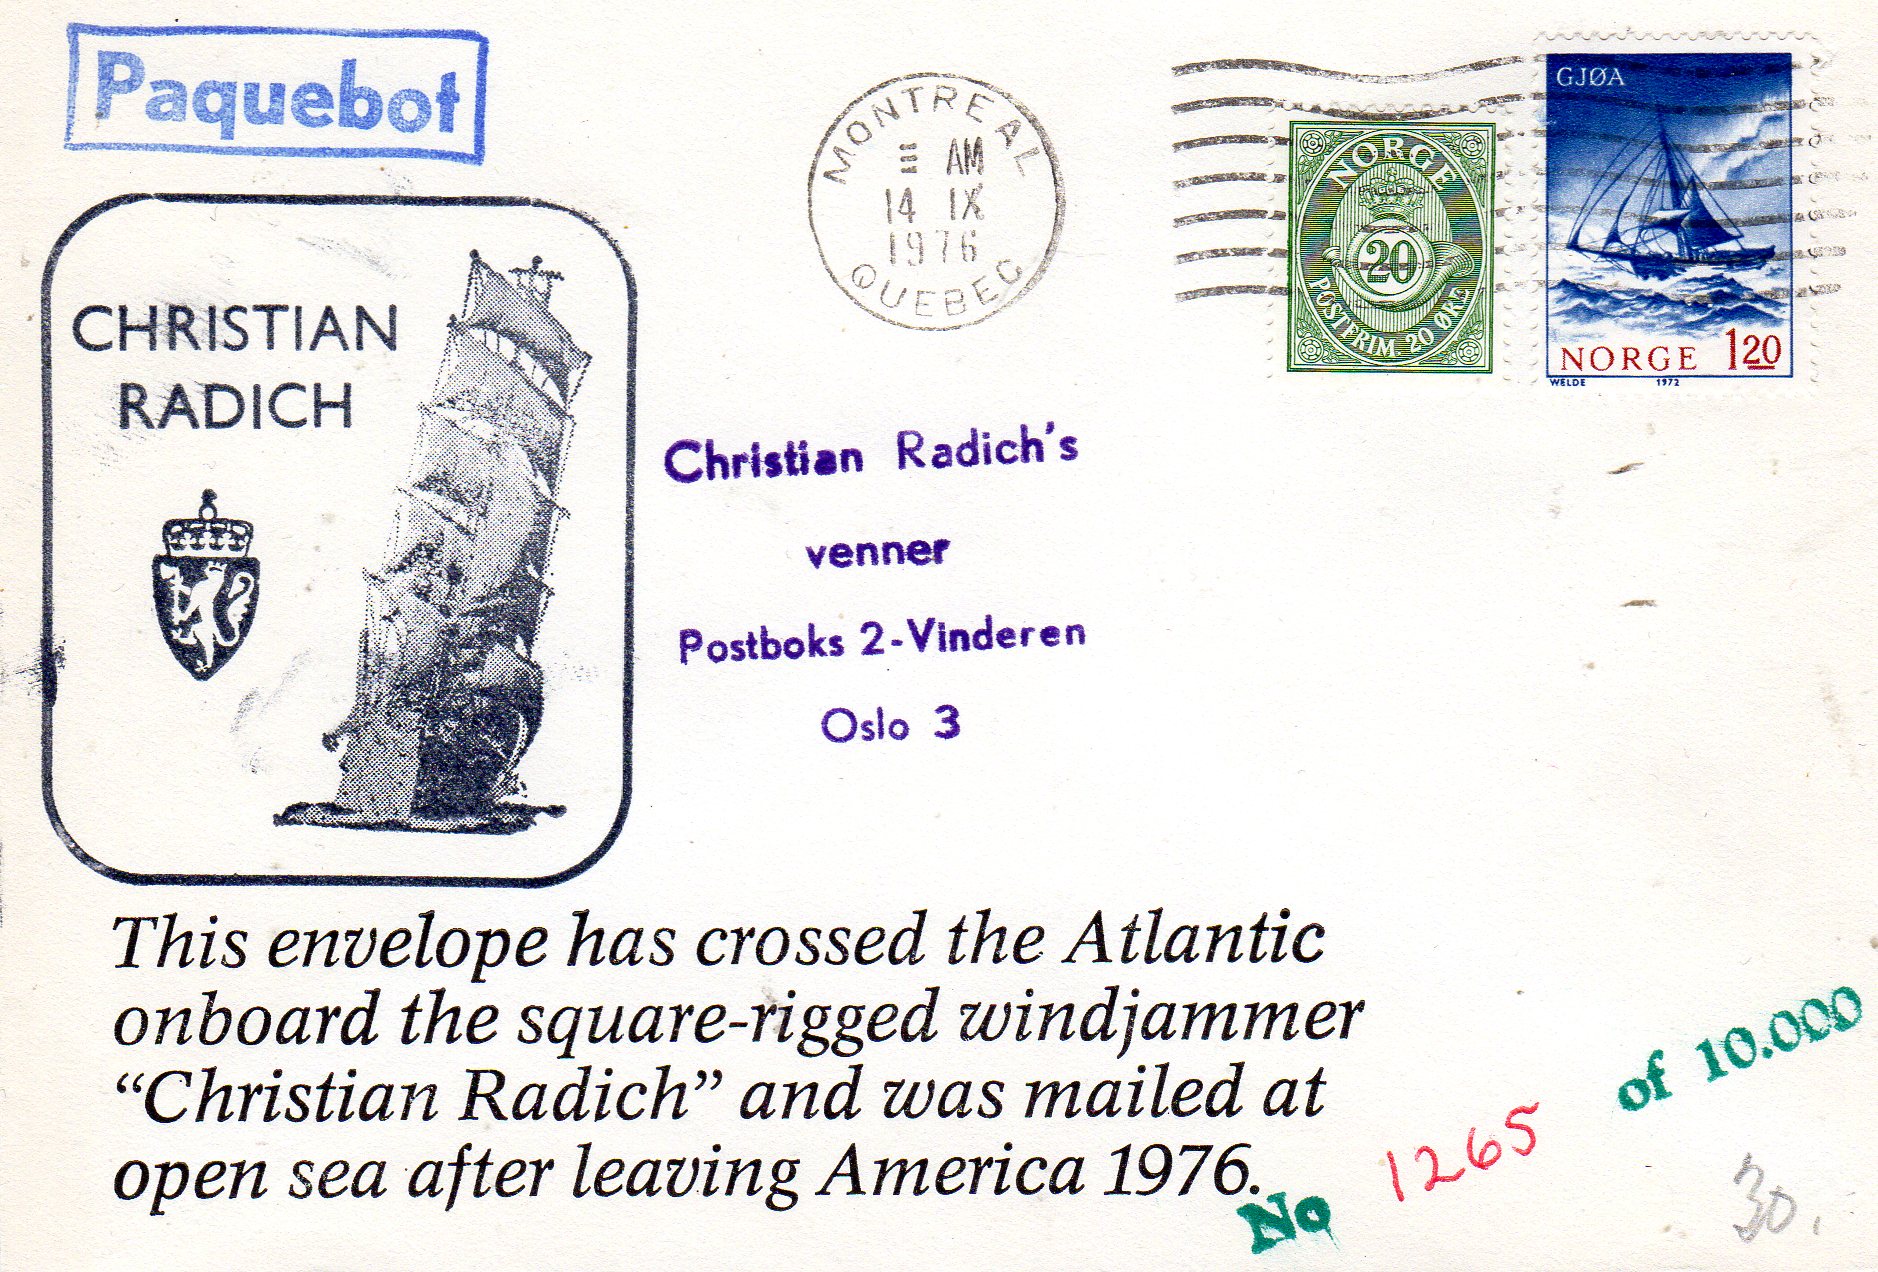 Paquebot
MONTREAL
III AM
14 IX
1976
QUEBEC
NORGE
20
POSTFRIM. 20 ØRE
GJØA
NORGE 120
WELDE 1972
CHRISTIAN
RADICH
Christian Radich's
venner
Postboks 2-Vinderen
Oslo 3
This envelope has crossed the Atlantic
onboard the square-rigged windjammer
“Christian Radich” and was mailed at
open sea after leaving America 1976.
No 1265 of 10.000
30.